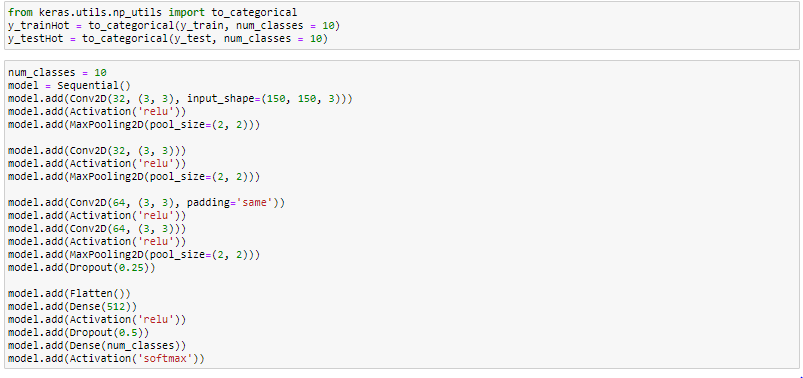 from keras.utils.np_utils import to_categorical
y_trainHot = to_categorical(y_train, num_classes = 10)
y_testHot = to_categorical(y_test, num_classes = 10)
num_classes = 10
model = Sequential()
model.add(Conv2D(32, (3, 3), input_shape=(150, 150, 3)))
model.add(Activation('relu'))
model.add(MaxPooling2D(pool_size=(2, 2)))
model.add(Conv2D(32, (3, 3)))
model.add(Activation('relu'))
model.add(MaxPooling2D(pool_size=(2, 2)))
model.add(Conv2D(64, (3, 3), padding='same'))
model.add(Activation('relu'))
model.add(Conv2D(64, (3, 3)))
model.add(Activation('relu'))
model.add(MaxPooling2D(pool_size=(2, 2)))
model.add(Dropout(0.25))
model.add(Flatten())
model.add(Dense(512))
model.add(Activation('relu'))
model.add(Dropout(0.5))
model.add(Dense(num_classes))
model.add(Activation('softmax'))